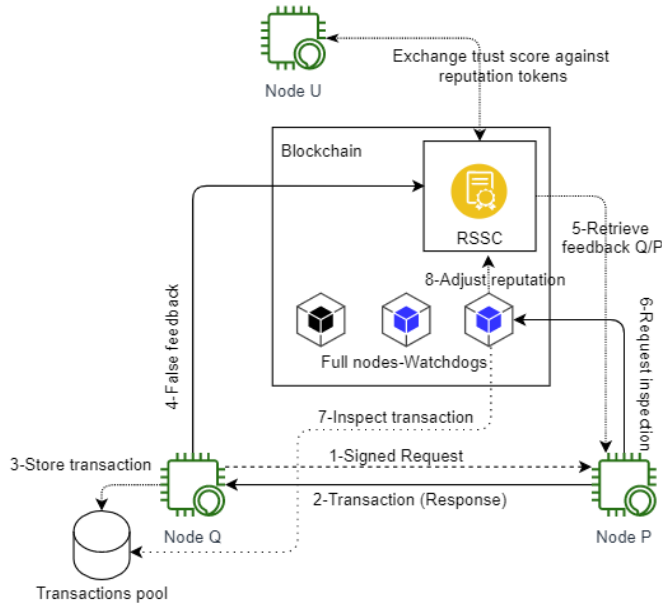 Exchange trust score against
reputation tokens
Node U
Blockchain
RSSC
5-Retrieve
feedback Q/P
8-Adjust reputation
4-False feedback
6-Request inspection
Full nodes-Watchdogs
7-Inspect transaction
3-Store transaction
1-Signed Request
2-Transaction (Response)
Node Q
Node P
Transactions pool